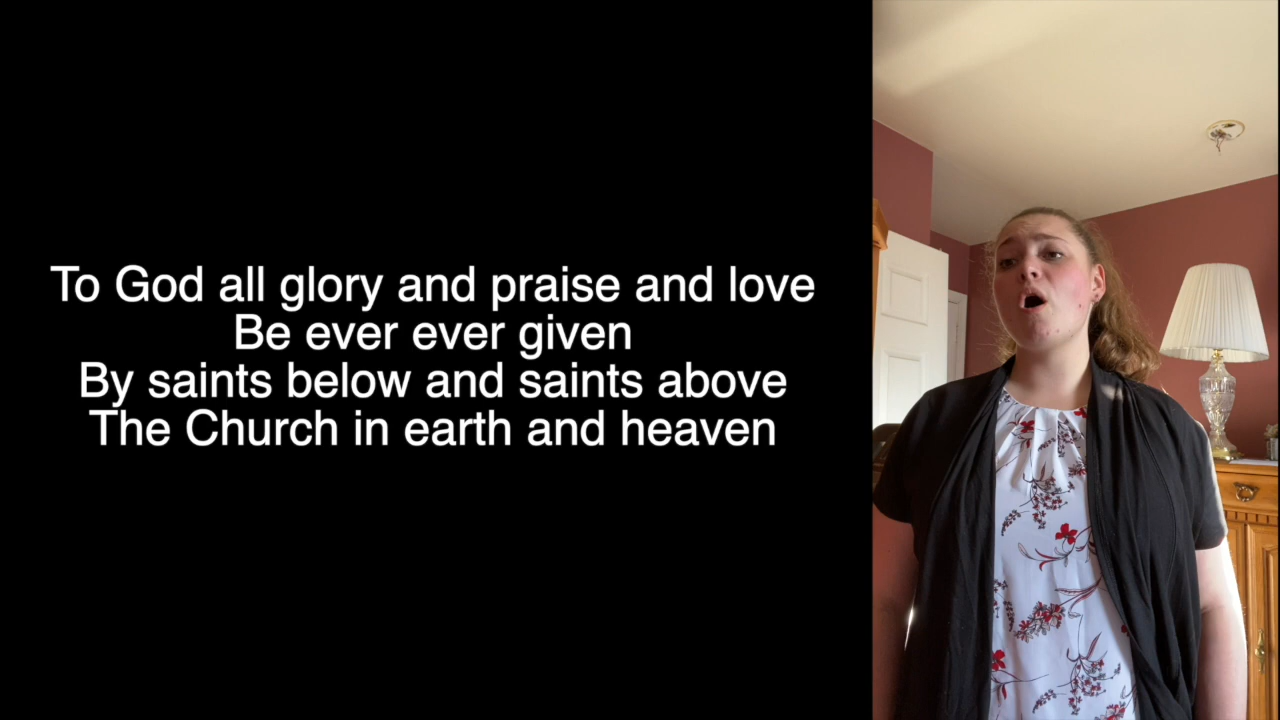 To God all glory and praise and love
Be ever ever given
By saints below and saints above
The Church in earth and heaven